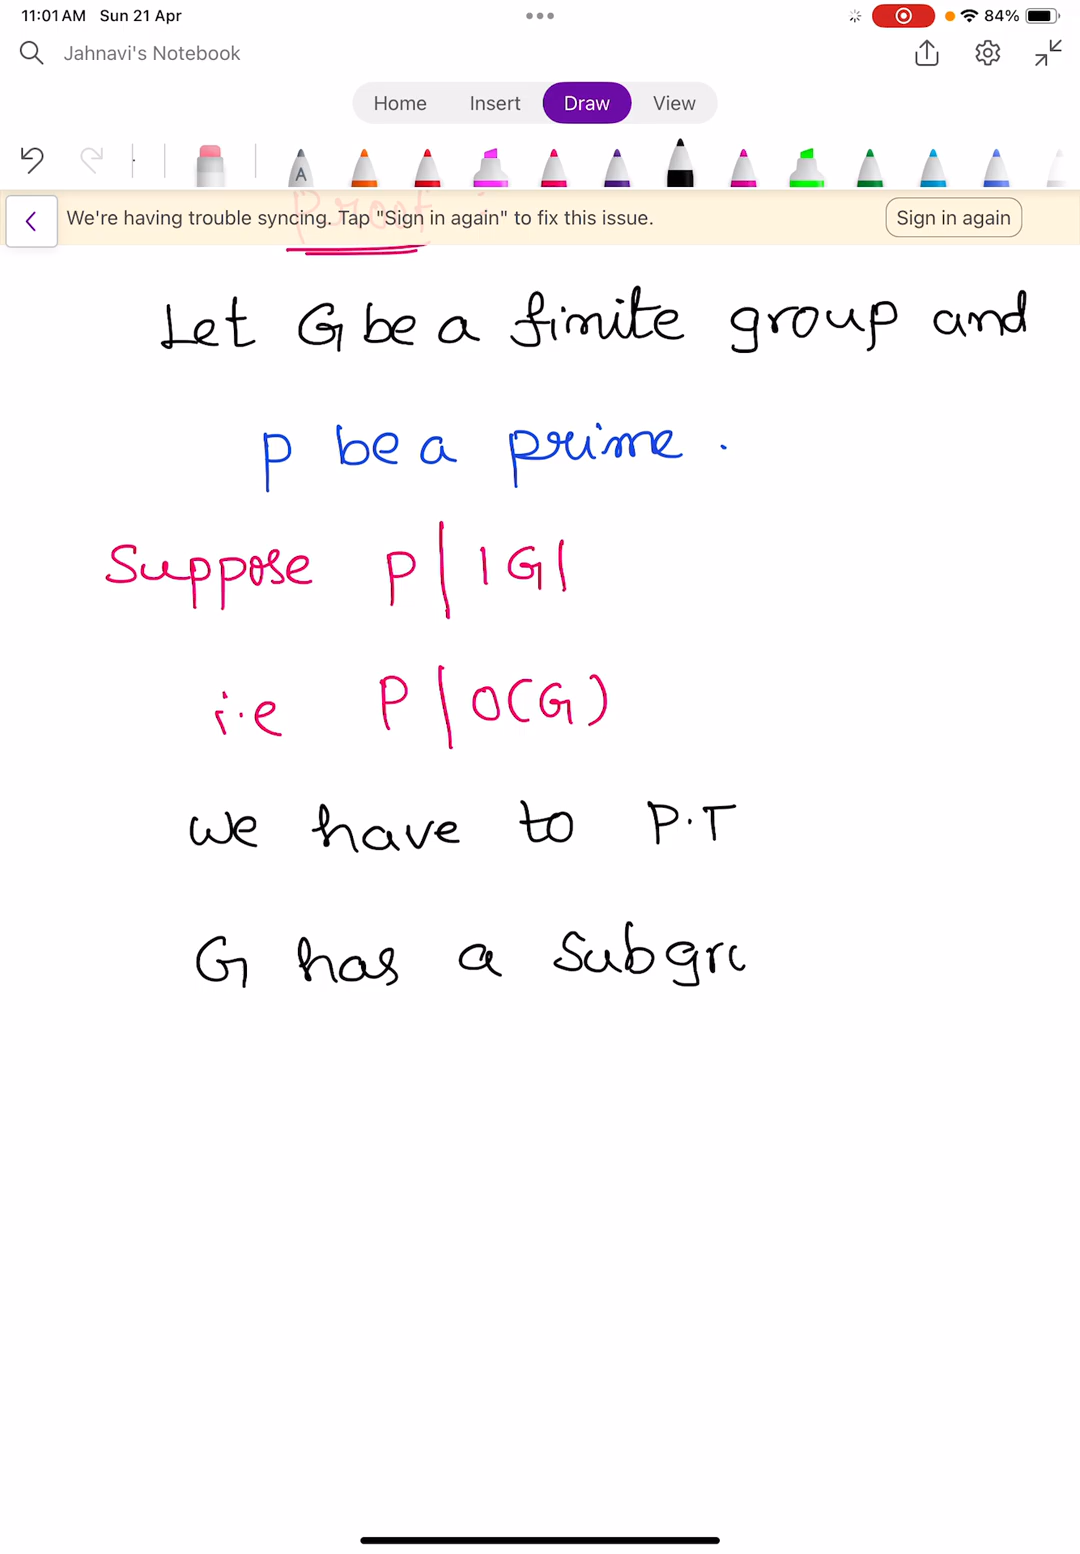 11:01 AM Sun 21 Apr
84%
Jahnavi's Notebook
Home Insert Draw View
A
Proof
We're having trouble syncing. Tap "Sign in again" to fix this issue.
Sign in again
Let G be a finite group and
p be a prime.
Suppose P | |G|
i.e P | O(G)
we have to P.T
G has a Subgro